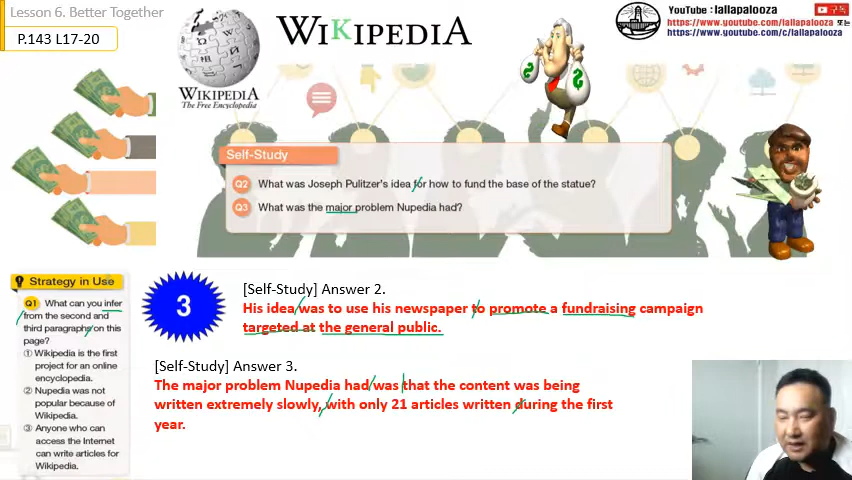 Lesson 6. Better Together
P.143 L17-20
WIKIPEDIA
The Free Encyclopedia
WIKIPEDIA
YouTube : lallapalooza
구독
https://www.youtube.com/lallapalooza 또는
https://www.youtube.com/c/lallapalooza
Self-Study
Q2 What was Joseph Pulitzer's idea for how to fund the base of the statue?
Q3 What was the major problem Nupedia had?
Strategy in Use
Q1 What can you infer
from the second and
third paragraphs on this
page?
① Wikipedia is the first
project for an online
encyclopedia.
② Nupedia was not
popular because of
Wikipedia.
③ Anyone who can
access the Internet
can write articles for
Wikipedia.
3
[Self-Study] Answer 2.
His idea was to use his newspaper to promote a fundraising campaign
targeted at the general public.
[Self-Study] Answer 3.
The major problem Nupedia had was that the content was being
written extremely slowly, with only 21 articles written during the first
year.